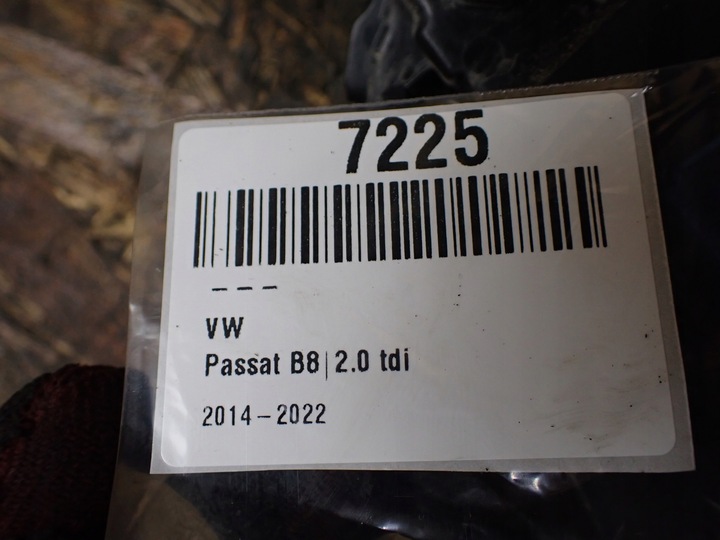 7225
– – –
VW
Passat B8|2.0 tdi
2014–2022